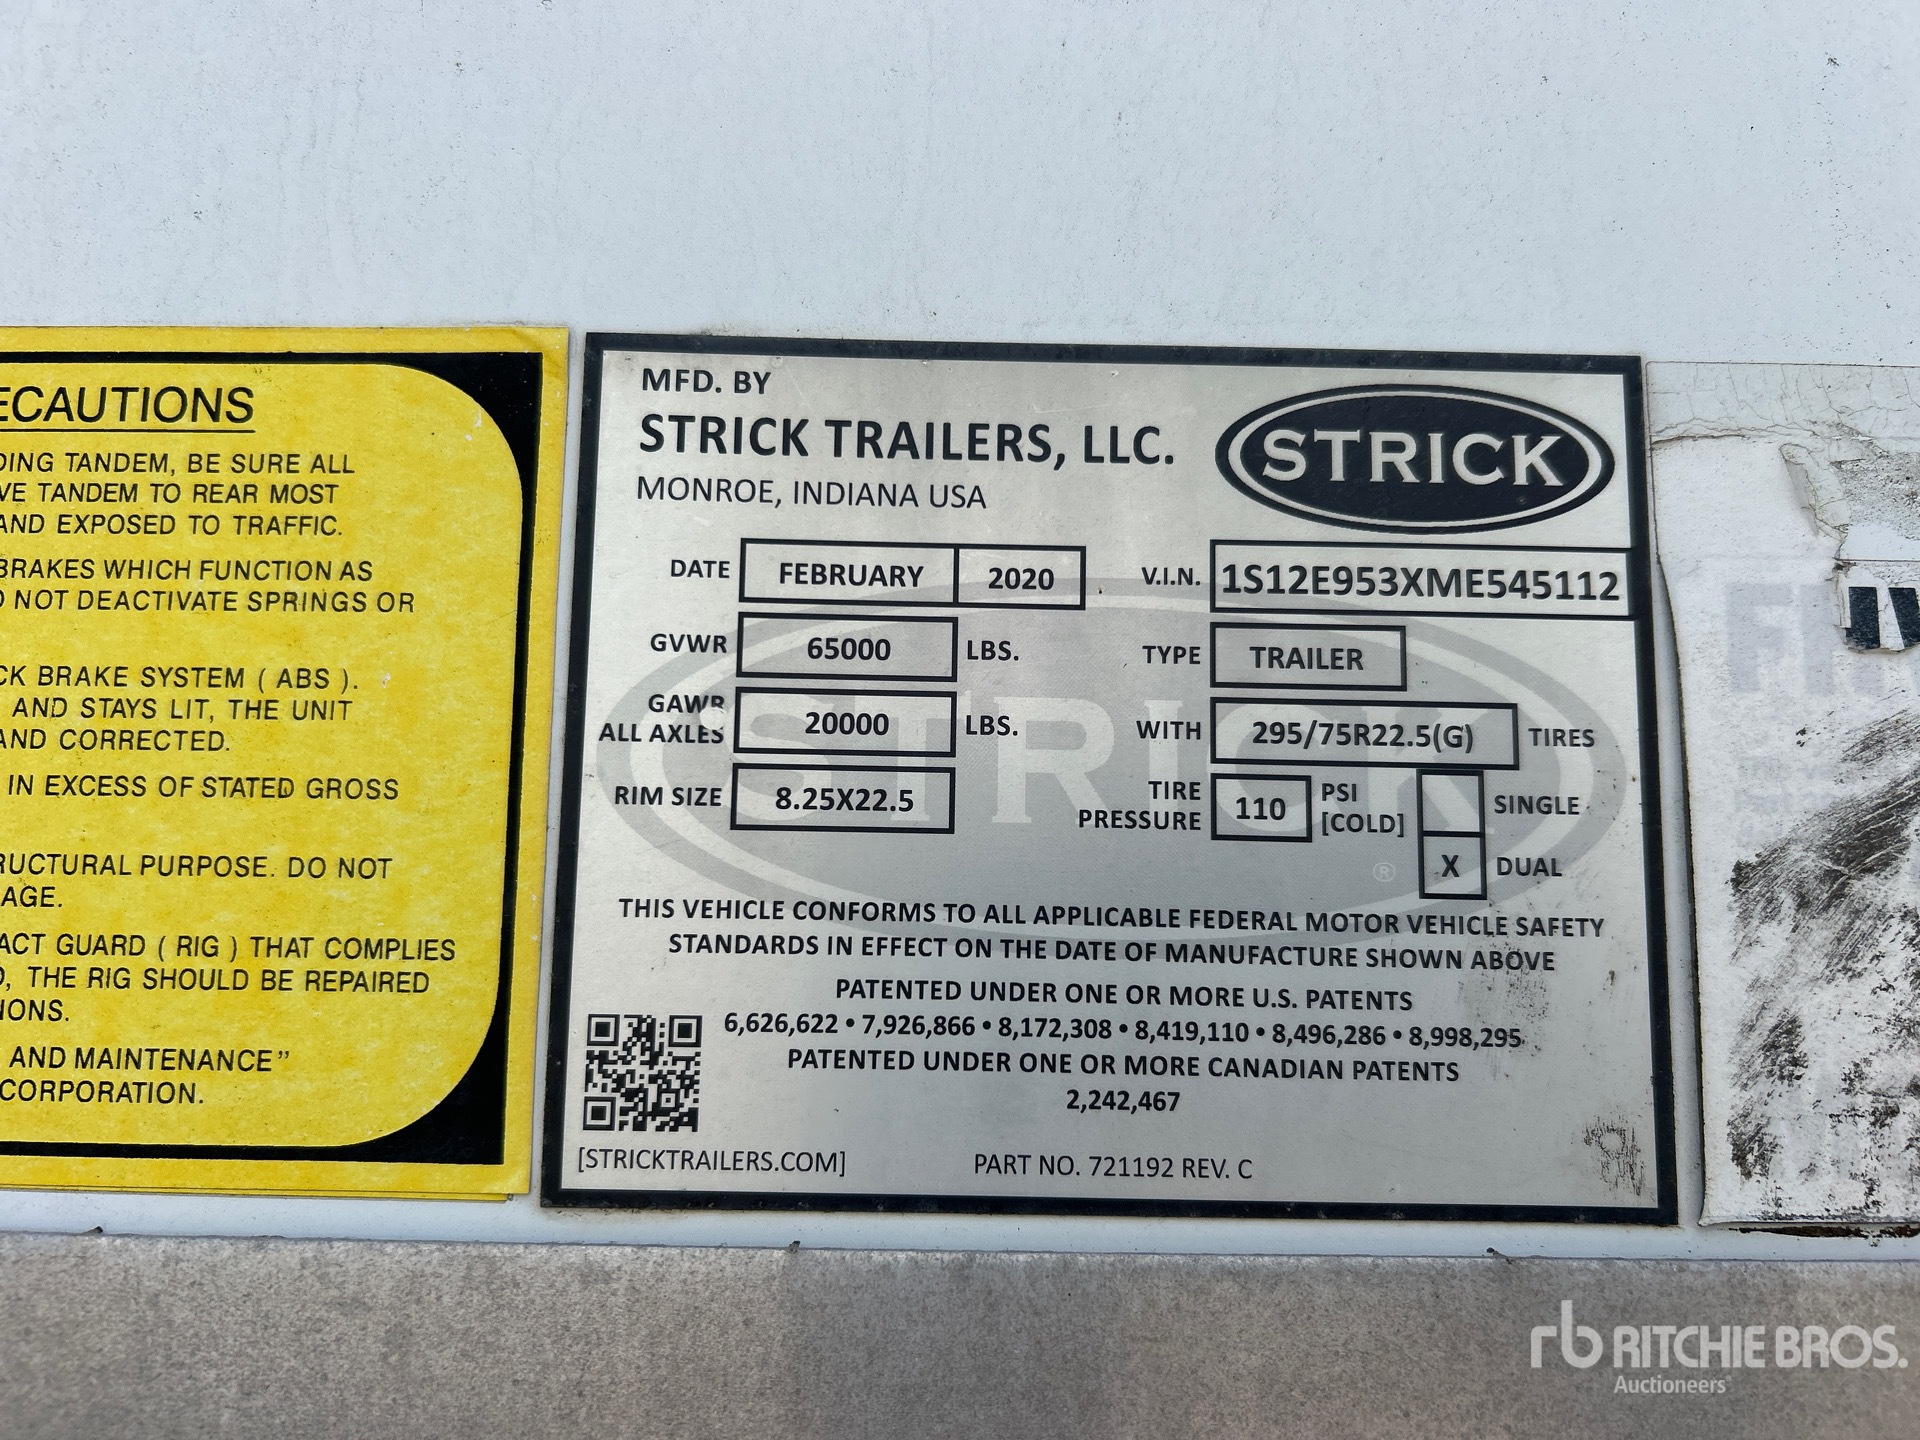 ECAUTIONS
DING TANDEM, BE SURE ALL
VE TANDEM TO REAR MOST
AND EXPOSED TO TRAFFIC.
BRAKES WHICH FUNCTION AS
O NOT DEACTIVATE SPRINGS OR
CK BRAKE SYSTEM ( ABS ).
AND STAYS LIT, THE UNIT
AND CORRECTED.
IN EXCESS OF STATED GROSS
RUCTURAL PURPOSE. DO NOT
AGE.
ACT GUARD ( RIG ) THAT COMPLIES
D, THE RIG SHOULD BE REPAIRED
IONS.
AND MAINTENANCE"
CORPORATION.
MFD. BY
STRICK TRAILERS, LLC.
MONROE, INDIANA USA
STRICK
DATE FEBRUARY 2020 V.I.N. 1S12E953XME545112
GVWR 65000 LBS. TYPE TRAILER
GAWR
ALL AXLES 20000 LBS. WITH 295/75R22.5(G) TIRES
RIM SIZE 8.25X22.5 TIRE PRESSURE 110 PSI [COLD] SINGLE
X DUAL
STRICK ®
THIS VEHICLE CONFORMS TO ALL APPLICABLE FEDERAL MOTOR VEHICLE SAFETY
STANDARDS IN EFFECT ON THE DATE OF MANUFACTURE SHOWN ABOVE
PATENTED UNDER ONE OR MORE U.S. PATENTS
6,626,622 • 7,926,866 • 8,172,308 • 8,419,110 • 8,496,286 • 8,998,295
PATENTED UNDER ONE OR MORE CANADIAN PATENTS
2,242,467
[STRICKTRAILERS.COM] PART NO. 721192 REV. C
rb RITCHIE BROS.
Auctioneers